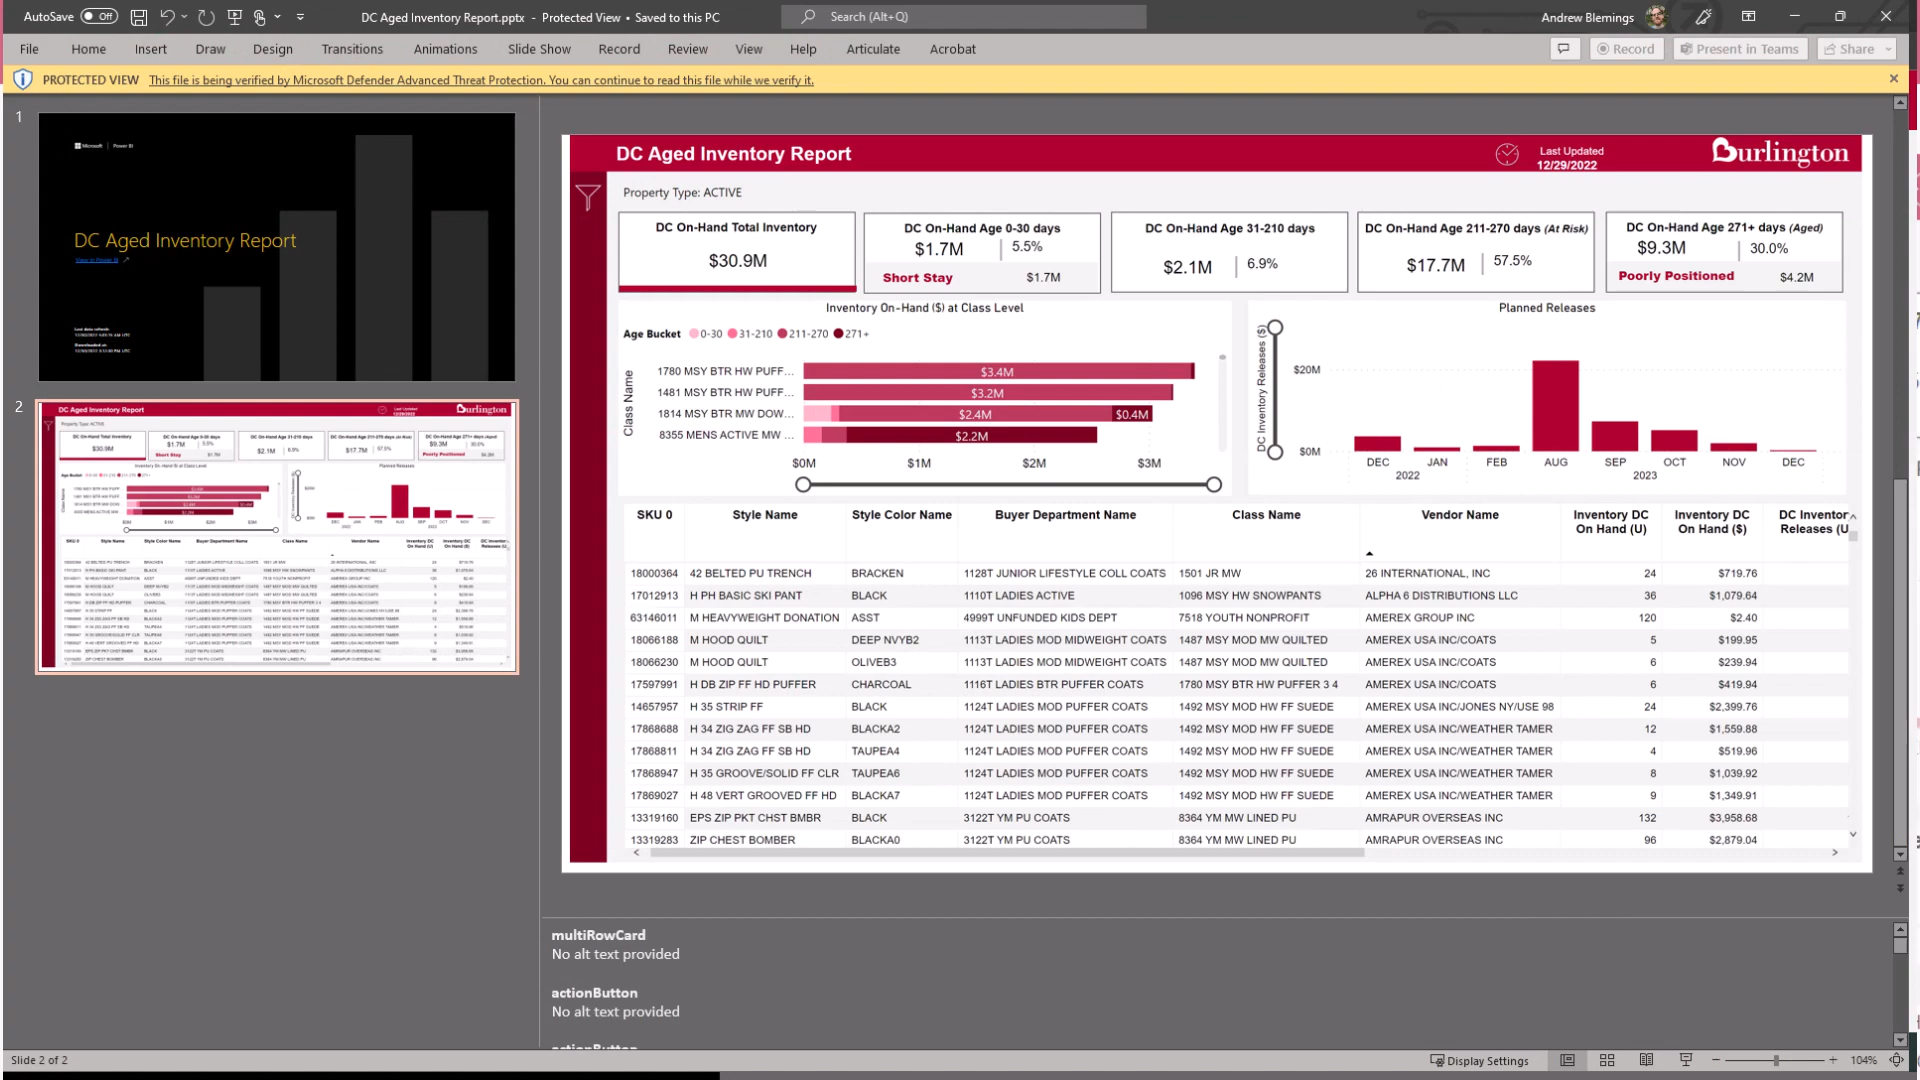 AutoSave Off DC Aged Inventory Report.pptx - Protected View • Saved to this PC Search (Alt+Q) Andrew Blemings
File Home Insert Draw Design Transitions Animations Slide Show Record Review View Help Articulate Acrobat Record Present in Teams Share
PROTECTED VIEW This file is being verified by Microsoft Defender Advanced Threat Protection. You can continue to read this file while we verify it.
1
Microsoft Power BI
DC Aged Inventory Report
View in Power BI
2
DC Aged Inventory Report
Last Updated
12/29/2022
Burlington
Property Type: ACTIVE
DC On-Hand Total Inventory
$30.9M
DC On-Hand Age 0-30 days
$1.7M 5.5%
Short Stay $1.7M
DC On-Hand Age 31-210 days
$2.1M 6.9%
DC On-Hand Age 211-270 days (At Risk)
$17.7M 57.5%
DC On-Hand Age 271+ days (Aged)
$9.3M 30.0%
Poorly Positioned $4.2M
Inventory On-Hand ($) at Class Level
Age Bucket 0-30 31-210 211-270 271+
Class Name
1780 MSY BTR HW PUFF... $3.4M
1481 MSY BTR HW PUFF... $3.2M
1814 MSY BTR MW DOW... $2.4M $0.4M
8355 MENS ACTIVE MW ... $2.2M
$0M $1M $2M $3M
Planned Releases
DC Inventory Releases ($)
$20M
$0M
DEC JAN FEB AUG SEP OCT NOV DEC
2022 2023
SKU 0 Style Name Style Color Name Buyer Department Name Class Name Vendor Name Inventory DC On Hand (U) Inventory DC On Hand ($) DC Inventor Releases (U
18000364 42 BELTED PU TRENCH BRACKEN 1128T JUNIOR LIFESTYLE COLL COATS 1501 JR MW 26 INTERNATIONAL, INC 24 $719.76
17012913 H PH BASIC SKI PANT BLACK 1110T LADIES ACTIVE 1096 MSY HW SNOWPANTS ALPHA 6 DISTRIBUTIONS LLC 36 $1,079.64
63146011 M HEAVYWEIGHT DONATION ASST 4999T UNFUNDED KIDS DEPT 7518 YOUTH NONPROFIT AMEREX GROUP INC 120 $2.40
18066188 M HOOD QUILT DEEP NVYB2 1113T LADIES MOD MIDWEIGHT COATS 1487 MSY MOD MW QUILTED AMEREX USA INC/COATS 5 $199.95
18066230 M HOOD QUILT OLIVEB3 1113T LADIES MOD MIDWEIGHT COATS 1487 MSY MOD MW QUILTED AMEREX USA INC/COATS 6 $239.94
17597991 H DB ZIP FF HD PUFFER CHARCOAL 1116T LADIES BTR PUFFER COATS 1780 MSY BTR HW PUFFER 3 4 AMEREX USA INC/COATS 6 $419.94
14657957 H 35 STRIP FF BLACK 1124T LADIES MOD PUFFER COATS 1492 MSY MOD HW FF SUEDE AMEREX USA INC/JONES NY/USE 98 24 $2,399.76
17868688 H 34 ZIG ZAG FF SB HD BLACKA2 1124T LADIES MOD PUFFER COATS 1492 MSY MOD HW FF SUEDE AMEREX USA INC/WEATHER TAMER 12 $1,559.88
17868811 H 34 ZIG ZAG FF SB HD TAUPEA4 1124T LADIES MOD PUFFER COATS 1492 MSY MOD HW FF SUEDE AMEREX USA INC/WEATHER TAMER 4 $519.96
17868947 H 35 GROOVE/SOLID FF CLR TAUPEA6 1124T LADIES MOD PUFFER COATS 1492 MSY MOD HW FF SUEDE AMEREX USA INC/WEATHER TAMER 8 $1,039.92
17869027 H 48 VERT GROOVED FF HD BLACKA7 1124T LADIES MOD PUFFER COATS 1492 MSY MOD HW FF SUEDE AMEREX USA INC/WEATHER TAMER 9 $1,349.91
13319160 EPS ZIP PKT CHST BMBR BLACK 3122T YM PU COATS 8364 YM MW LINED PU AMRAPUR OVERSEAS INC 132 $3,958.68
13319283 ZIP CHEST BOMBER BLACKA0 3122T YM PU COATS 8364 YM MW LINED PU AMRAPUR OVERSEAS INC 96 $2,879.04
multiRowCard
No alt text provided
actionButton
No alt text provided
actionButton
Slide 2 of 2 Display Settings 104%